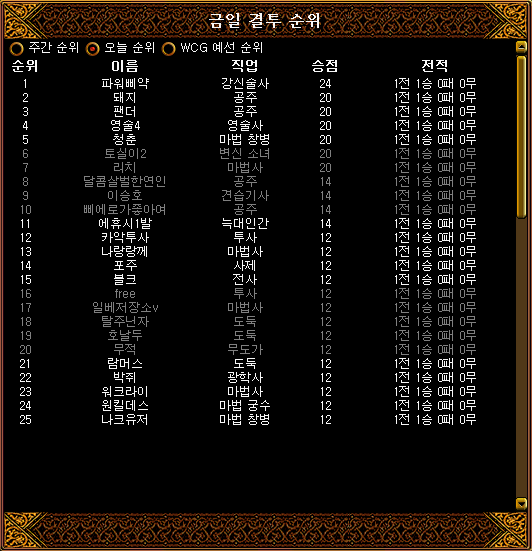 금일 결투 순위
주간 순위 오늘 순위 WCG 예선 순위
순위 이름 직업 승점 전적
1 파워삐약 강신술사 24 1전 1승 0패 0무
2 돼지 공주 20 1전 1승 0패 0무
3 팬더 공주 20 1전 1승 0패 0무
4 영술4 영술사 20 1전 1승 0패 0무
5 청춘 마법 창병 20 1전 1승 0패 0무
6 토실이2 변신 소녀 20 1전 1승 0패 0무
7 리치 마법사 20 1전 1승 0패 0무
8 달콤살벌한연인 공주 14 1전 1승 0패 0무
9 이승호 견습기사 14 1전 1승 0패 0무
10 삐에로가좋아여 공주 14 1전 1승 0패 0무
11 에휴시1발 늑대인간 14 1전 1승 0패 0무
12 카악투사 투사 12 1전 1승 0패 0무
13 나랑랑께 마법사 12 1전 1승 0패 0무
14 포주 사제 12 1전 1승 0패 0무
15 블크 전사 12 1전 1승 0패 0무
16 free 투사 12 1전 1승 0패 0무
17 일베저장소v 마법사 12 1전 1승 0패 0무
18 탈주닌자 도둑 12 1전 1승 0패 0무
19 호날두 도둑 12 1전 1승 0패 0무
20 무적 무도가 12 1전 1승 0패 0무
21 람머스 도둑 12 1전 1승 0패 0무
22 박쥐 광학사 12 1전 1승 0패 0무
23 워크라이 마법사 12 1전 1승 0패 0무
24 원킬데스 마법 궁수 12 1전 1승 0패 0무
25 나크유저 마법 창병 12 1전 1승 0패 0무